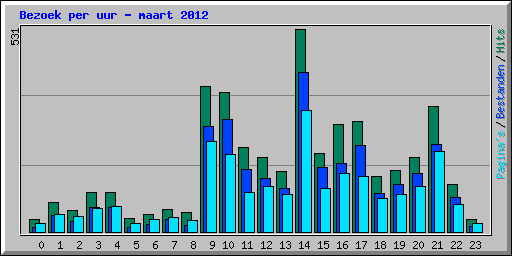 Bezoek per uur - maart 2012
531
Pagina's/Bestanden/Hits
0 1 2 3 4 5 6 7 8 9 10 11 12 13 14 15 16 17 18 19 20 21 22 23